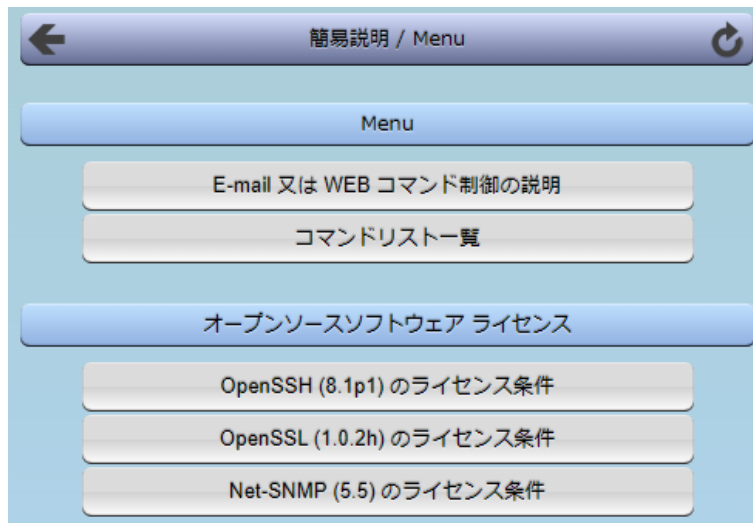 簡易説明 / Menu
Menu
E-mail 又は WEB コマンド制御の説明
コマンドリスト一覧
オープンソースソフトウェア ライセンス
OpenSSH (8.1p1) のライセンス条件
OpenSSL (1.0.2h) のライセンス条件
Net-SNMP (5.5) のライセンス条件